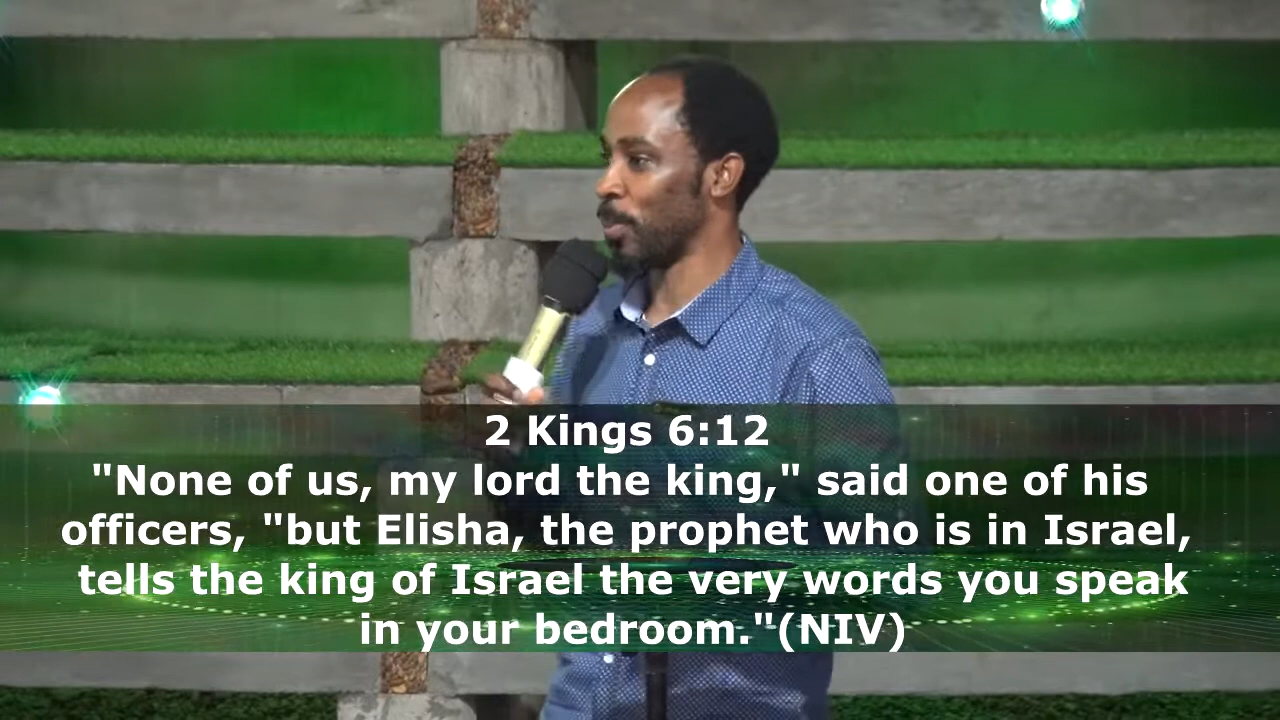 2 Kings 6:12
"None of us, my lord the king," said one of his
officers, "but Elisha, the prophet who is in Israel,
tells the king of Israel the very words you speak
in your bedroom."(NIV)